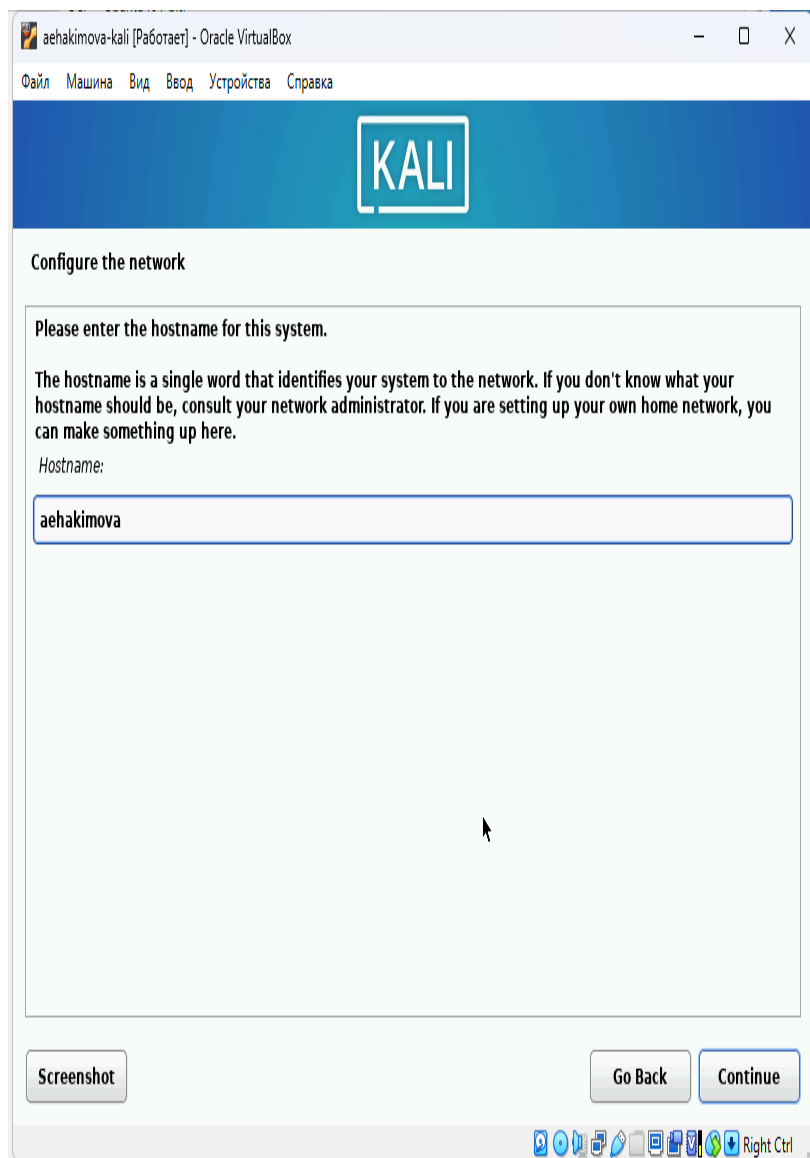 aehakimova-kali [Работает] - Oracle VirtualBox
Файл Машина Вид Ввод Устройства Справка
KALI
Configure the network
Please enter the hostname for this system.
The hostname is a single word that identifies your system to the network. If you don't know what your
hostname should be, consult your network administrator. If you are setting up your own home network, you
can make something up here.
Hostname:
aehakimova
Screenshot Go Back Continue
Right Ctrl